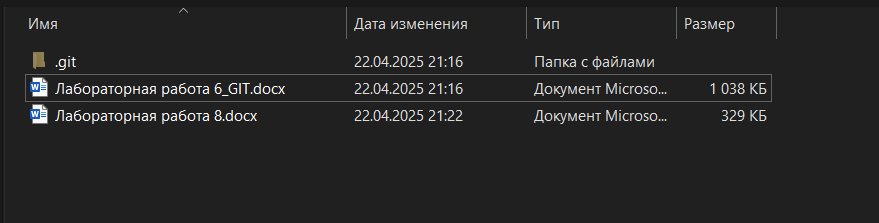 Имя Дата изменения Тип Размер
.git 22.04.2025 21:16 Папка с файлами
Лабораторная работа 6_GIT.docx 22.04.2025 21:16 Документ Microso... 1 038 КБ
Лабораторная работа 8.docx 22.04.2025 21:22 Документ Microso... 329 КБ